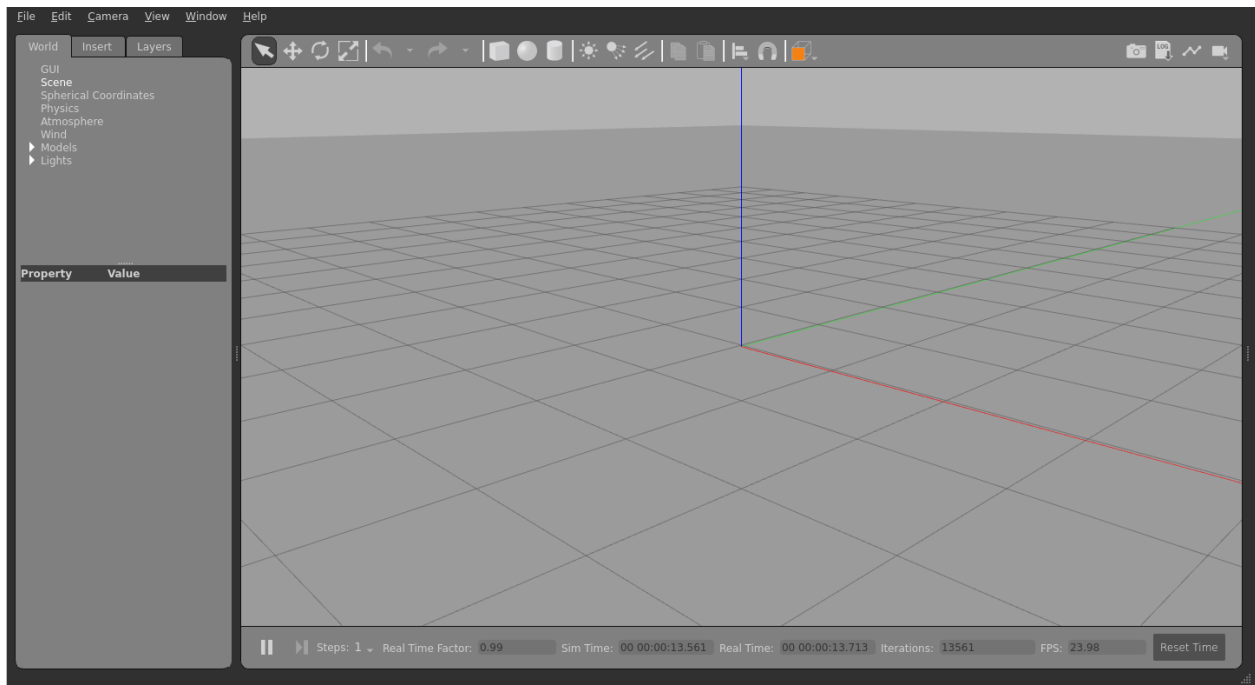 File Edit Camera View Window Help
World Insert Layers
LOG
GUI
Scene
Spherical Coordinates
Physics
Atmosphere
Wind
Models
Lights
Property Value
Steps: 1 Real Time Factor: 0.99 Sim Time: 00 00:00:13.561 Real Time: 00 00:00:13.713 Iterations: 13561 FPS: 23.98 Reset Time